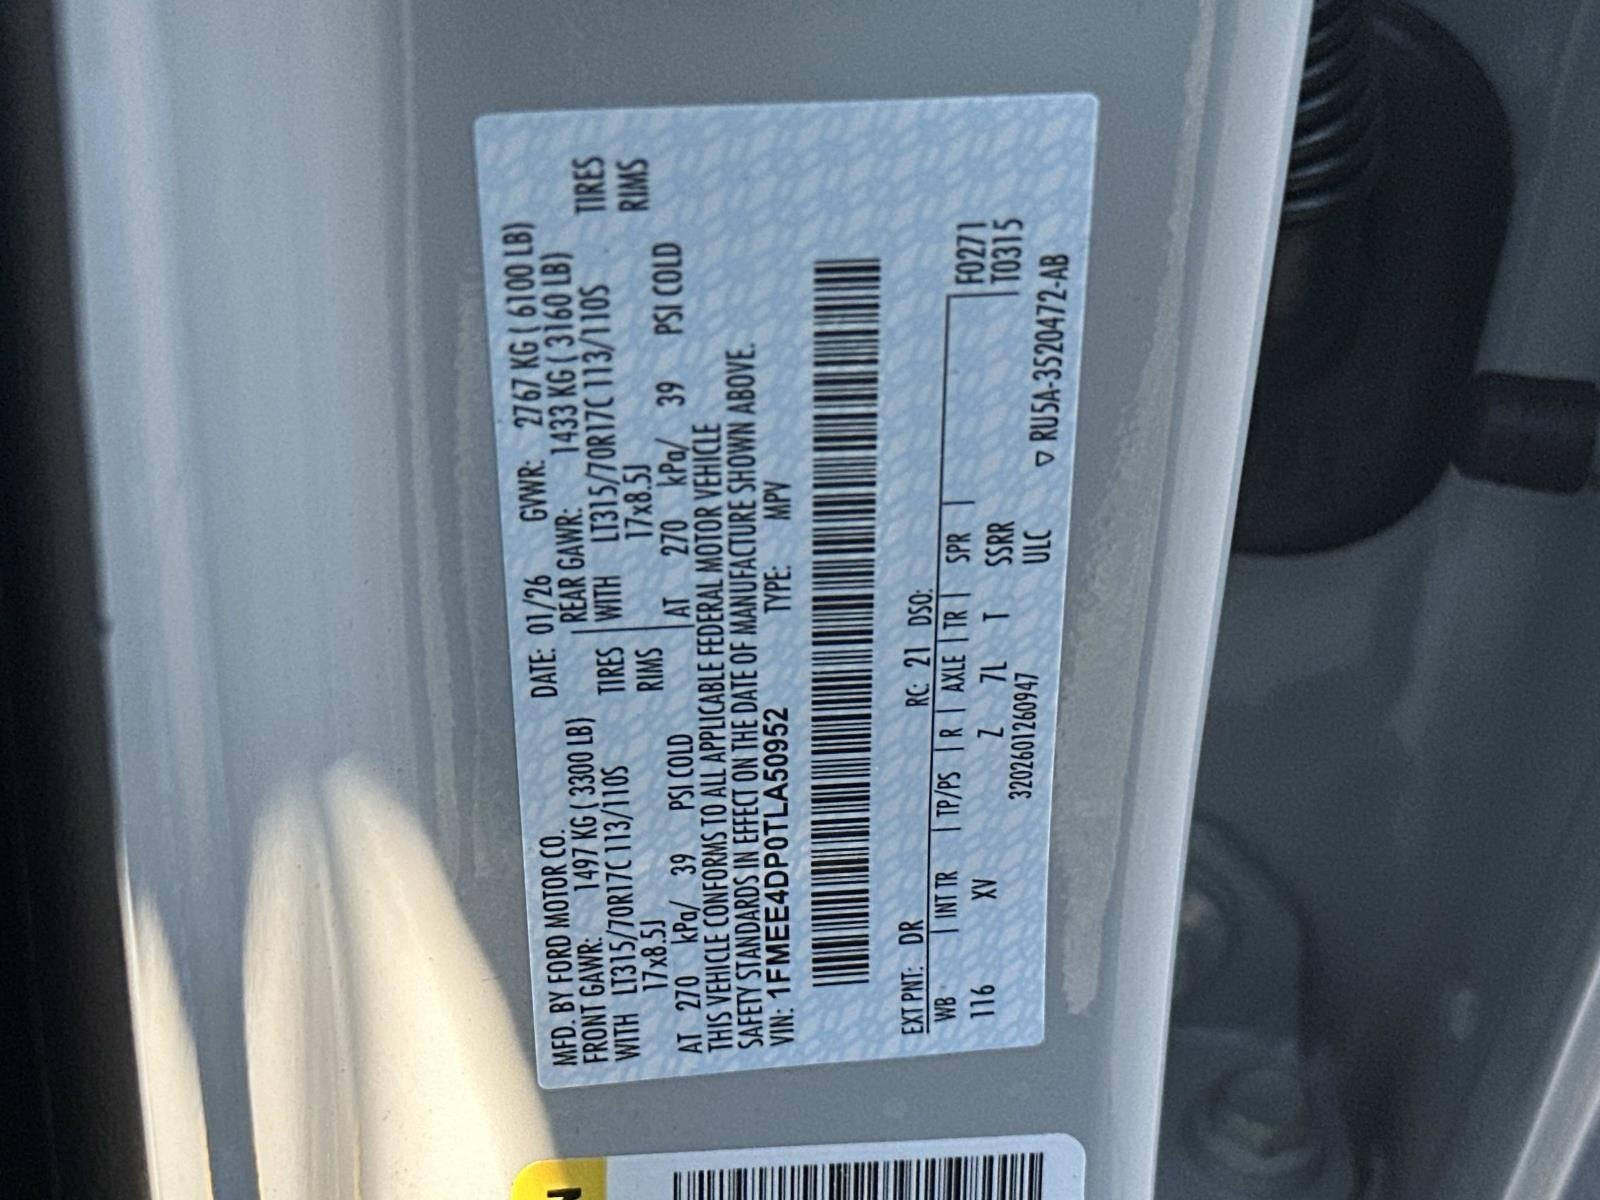 MFD. BY FORD MOTOR CO. DATE: 01/26 GVWR: 2767 KG ( 6100 LB)
FRONT GAWR: 1497 KG ( 3300 LB) REAR GAWR: 1433 KG ( 3160 LB)
WITH LT315/70R17C 113/110S TIRES WITH LT315/70R17C 113/110S TIRES
17x8.5J RIMS 17x8.5J RIMS
AT 270 kPa/ 39 PSI COLD AT 270 kPa/ 39 PSI COLD
THIS VEHICLE CONFORMS TO ALL APPLICABLE FEDERAL MOTOR VEHICLE
SAFETY STANDARDS IN EFFECT ON THE DATE OF MANUFACTURE SHOWN ABOVE.
VIN: 1FMEE4DP0TLA50952 TYPE: MPV
EXT PNT: DR RC: 21 DSO:
WB INT TR TP/PS R AXLE TR SPR F0271
116 XV Z 7L T SSRR T0315
320260126094​7 ULC
▽ RU5A-3520472-AB
N